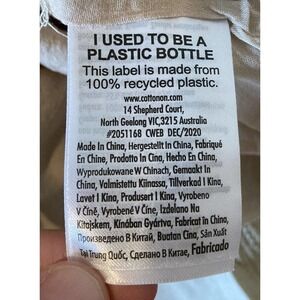 I USED TO BE A
PLASTIC BOTTLE
This label is made from
100% recycled plastic.
www.cottonon.com
14 Shepherd Court,
North Geelong VIC,3215 Australia
#2051168 CWEB DEC/2020
Made In China, Hergestellt in China, Fabriqué
En Chine, Prodotto In Cina, Hecho En China,
Wyprodukowane W Chinach, Gemaakt In
China, Valmistettu Kiinassa, Tillverkad I Kina,
Lavet I Kina, Produsert I Kina, Vyrobeno
V Číně, Vyrobené V Číne, Izdelano Na
Kitajskem, Kínában Gyártva, Fabricat in China,
Произведено В Китай, Buatan Cina, Sản Xuất
Tại Trung Quốc, Сделано В Китае, Fabricado